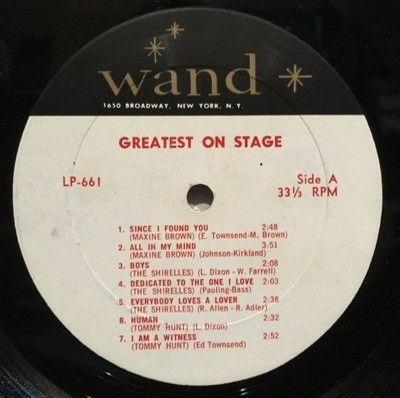 wand
1650 BROADWAY, NEW YORK, N. Y.
GREATEST ON STAGE
LP-661
Side A
33⅓ RPM
1. SINCE I FOUND YOU 2:48
(MAXINE BROWN) (E. Townsend-M. Brown)
2. ALL IN MY MIND 3:51
(MAXINE BROWN) (Johnson-Kirkland)
3. BOYS 2:08
(THE SHIRELLES) (L. Dixon - W. Farrell)
4. DEDICATED TO THE ONE I LOVE 2:03
(THE SHIRELLES) (Pauling-Bass)
5. EVERYBODY LOVES A LOVER 2:38
(THE SHIRELLES) (R. Allen - R. Adler)
6. HUMAN 2:32
(TOMMY HUNT) (L. Dixon)
7. I AM A WITNESS 2:52
(TOMMY HUNT) (Ed Townsend)